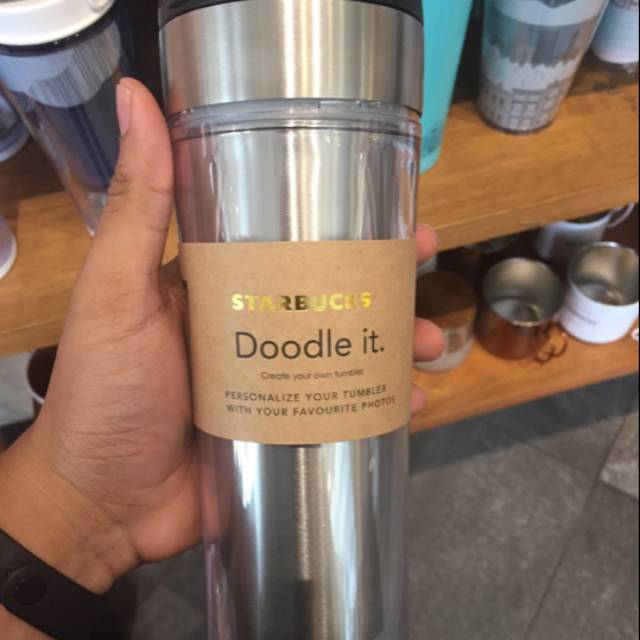 STARBUCKS
Doodle it.
Create your own tumbler
PERSONALIZE YOUR TUMBLER
WITH YOUR FAVOURITE PHOTOS